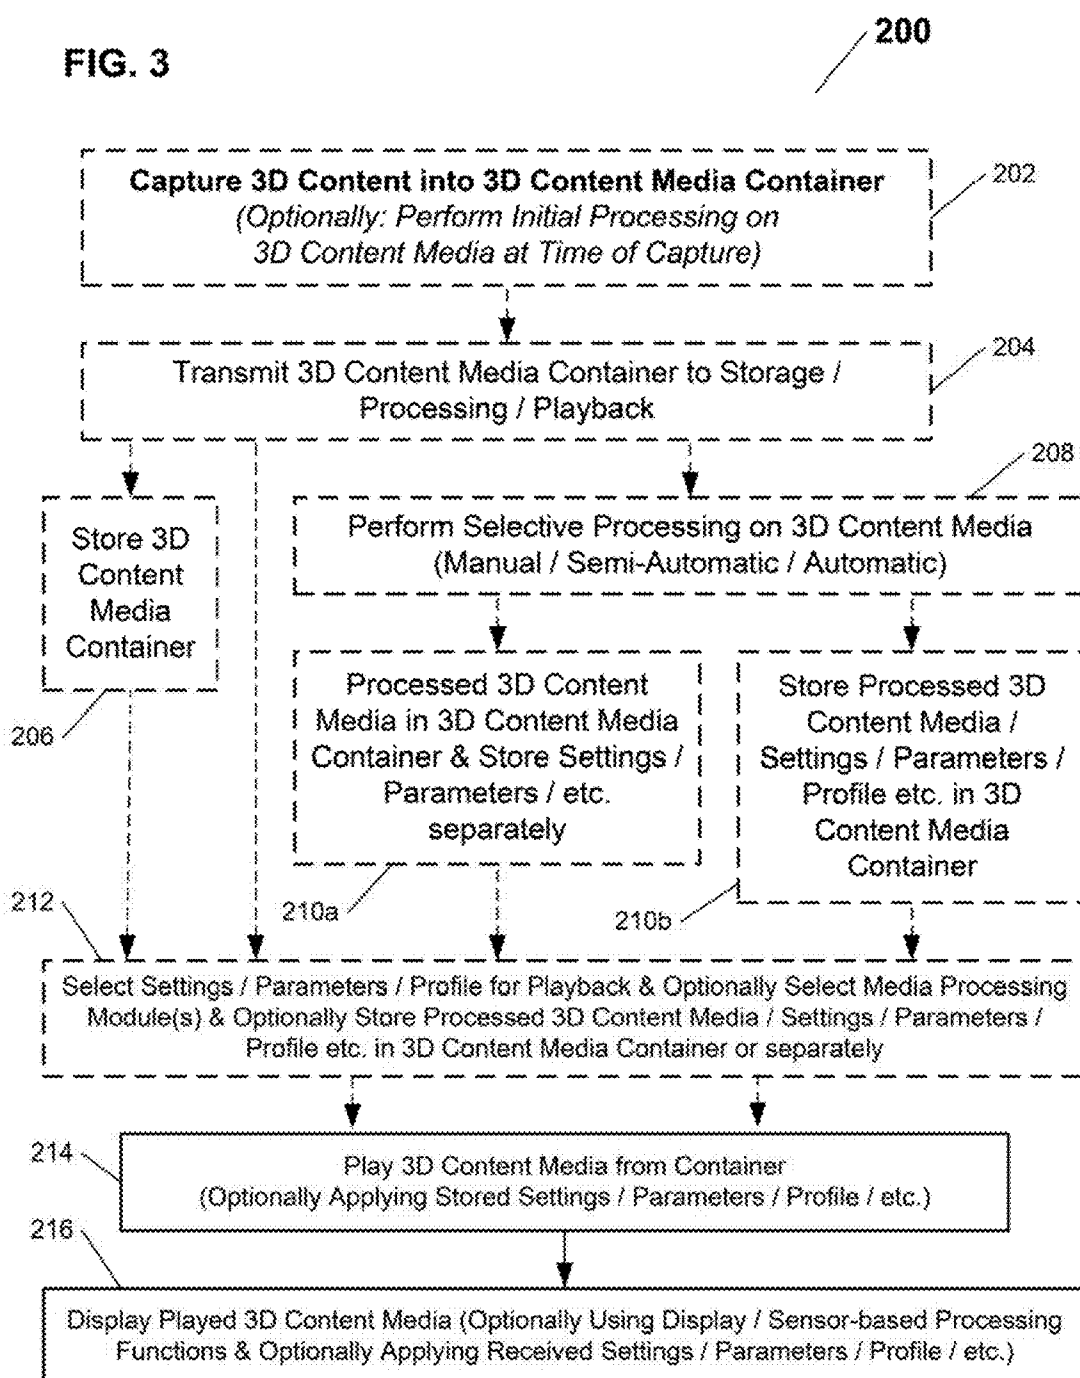 200
FIG. 3
Capture 3D Content into 3D Content Media Container
(Optionally: Perform Initial Processing on
3D Content Media at Time of Capture)
202
Transmit 3D Content Media Container to Storage /
Processing / Playback
204
208
Store 3D
Content
Media
Container
206
Perform Selective Processing on 3D Content Media
(Manual / Semi-Automatic / Automatic)
Processed 3D Content
Media in 3D Content Media
Container & Store Settings /
Parameters / etc.
separately
210a
Store Processed 3D
Content Media /
Settings / Parameters /
Profile etc. in 3D
Content Media
Container
210b
212
Select Settings / Parameters / Profile for Playback & Optionally Select Media Processing
Module(s) & Optionally Store Processed 3D Content Media / Settings / Parameters /
Profile etc. in 3D Content Media Container or separately
214
Play 3D Content Media from Container
(Optionally Applying Stored Settings / Parameters / Profile / etc.)
216
Display Played 3D Content Media (Optionally Using Display / Sensor-based Processing
Functions & Optionally Applying Received Settings / Parameters / Profile / etc.)